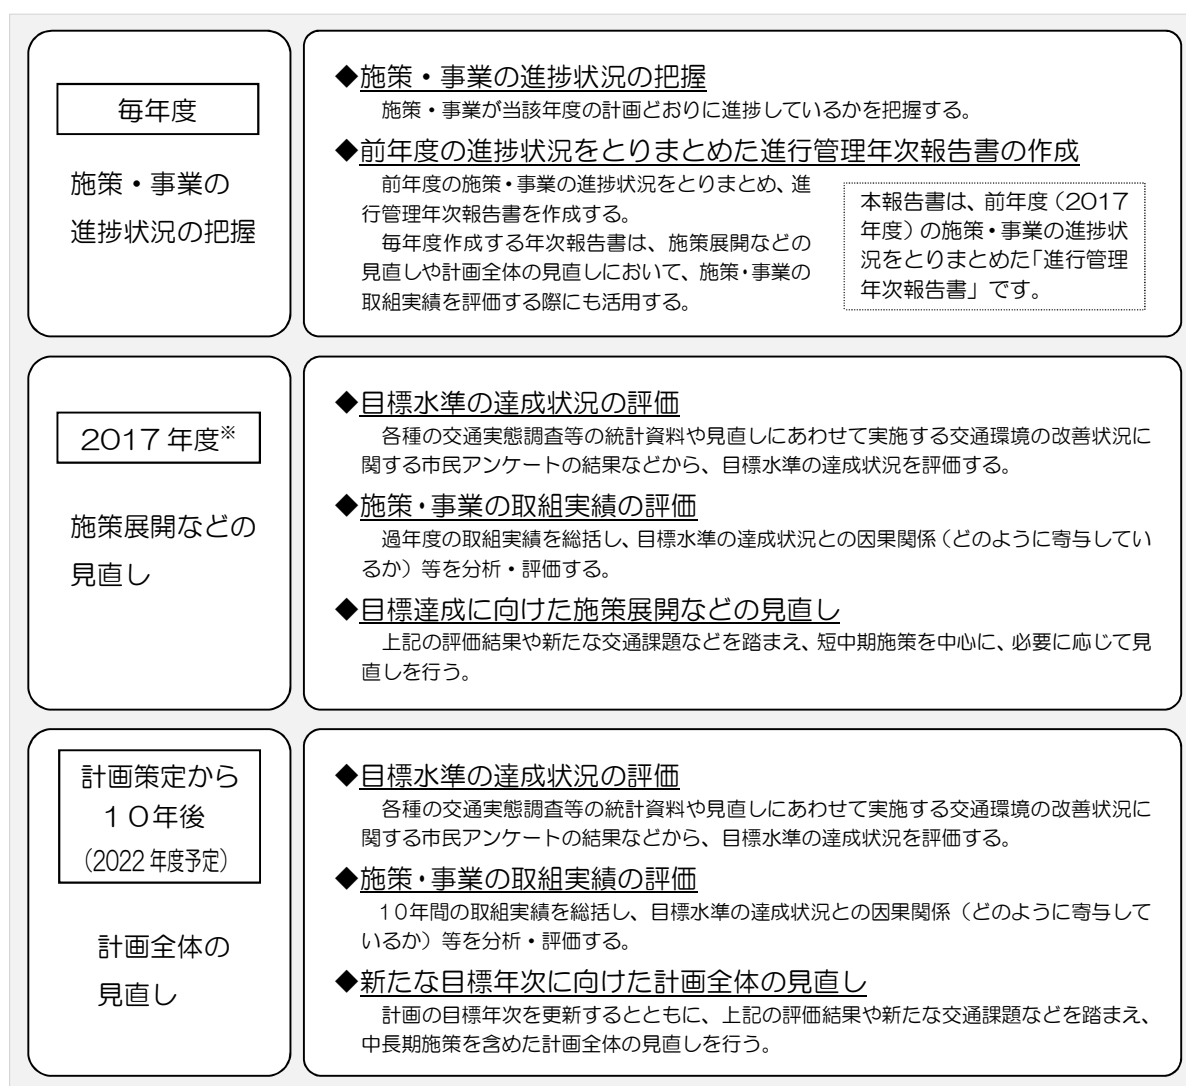 毎年度
施策・事業の
進捗状況の把握
◆施策・事業の進捗状況の把握
施策・事業が当該年度の計画どおりに進捗しているかを把握する。
◆前年度の進捗状況をとりまとめた進行管理年次報告書の作成
前年度の施策・事業の進捗状況をとりまとめ、進
行管理年次報告書を作成する。
毎年度作成する年次報告書は、施策展開などの
見直しや計画全体の見直しにおいて、施策・事業の
取組実績を評価する際にも活用する。
本報告書は、前年度（2017
年度）の施策・事業の進捗状
況をとりまとめた「進行管理
年次報告書」です。
2017年度※
施策展開などの
見直し
◆目標水準の達成状況の評価
各種の交通実態調査等の統計資料や見直しにあわせて実施する交通環境の改善状況に
関する市民アンケートの結果などから、目標水準の達成状況を評価する。
◆施策・事業の取組実績の評価
過年度の取組実績を総括し、目標水準の達成状況との因果関係（どのように寄与してい
るか）等を分析・評価する。
◆目標達成に向けた施策展開などの見直し
上記の評価結果や新たな交通課題などを踏まえ、短中期施策を中心に、必要に応じて見
直しを行う。
計画策定から
１０年後
（2022年度予定）
計画全体の
見直し
◆目標水準の達成状況の評価
各種の交通実態調査等の統計資料や見直しにあわせて実施する交通環境の改善状況に
関する市民アンケートの結果などから、目標水準の達成状況を評価する。
◆施策・事業の取組実績の評価
１０年間の取組実績を総括し、目標水準の達成状況との因果関係（どのように寄与して
いるか）等を分析・評価する。
◆新たな目標年次に向けた計画全体の見直し
計画の目標年次を更新するとともに、上記の評価結果や新たな交通課題などを踏まえ、
中長期施策を含めた計画全体の見直しを行う。